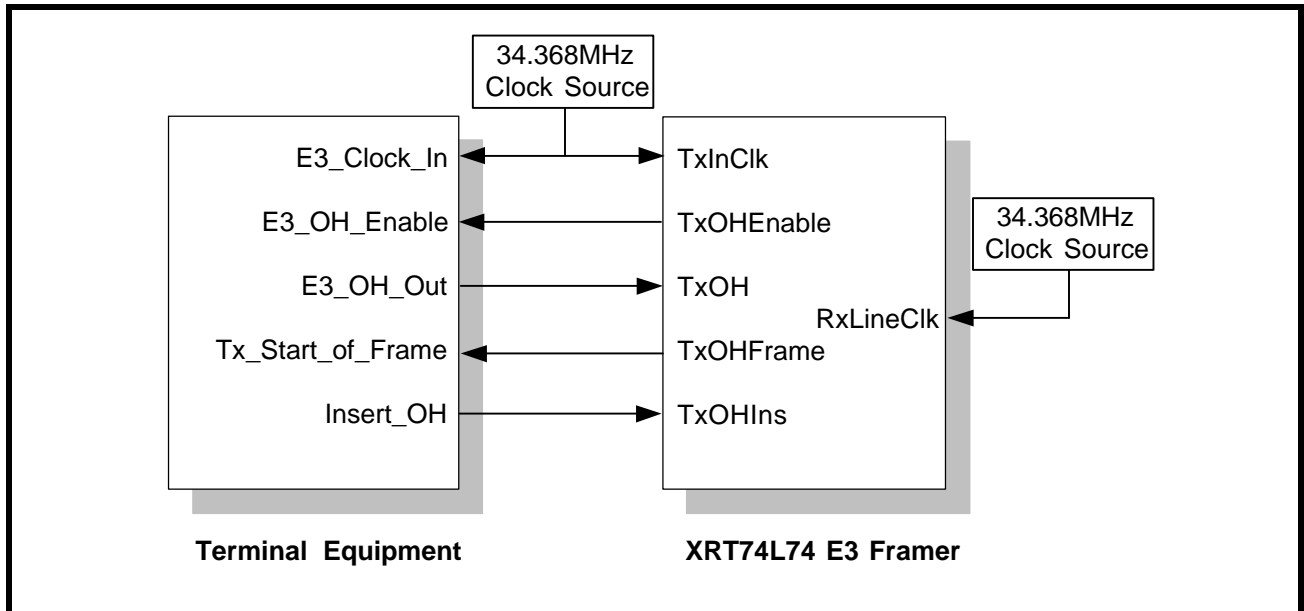 34.368MHz
Clock Source
E3_Clock_In
TxInClk
E3_OH_Enable
TxOHEnable
34.368MHz
Clock Source
E3_OH_Out
TxOH
RxLineClk
Tx_Start_of_Frame
TxOHFrame
Insert_OH
TxOHIns
Terminal Equipment
XRT74L74 E3 Framer